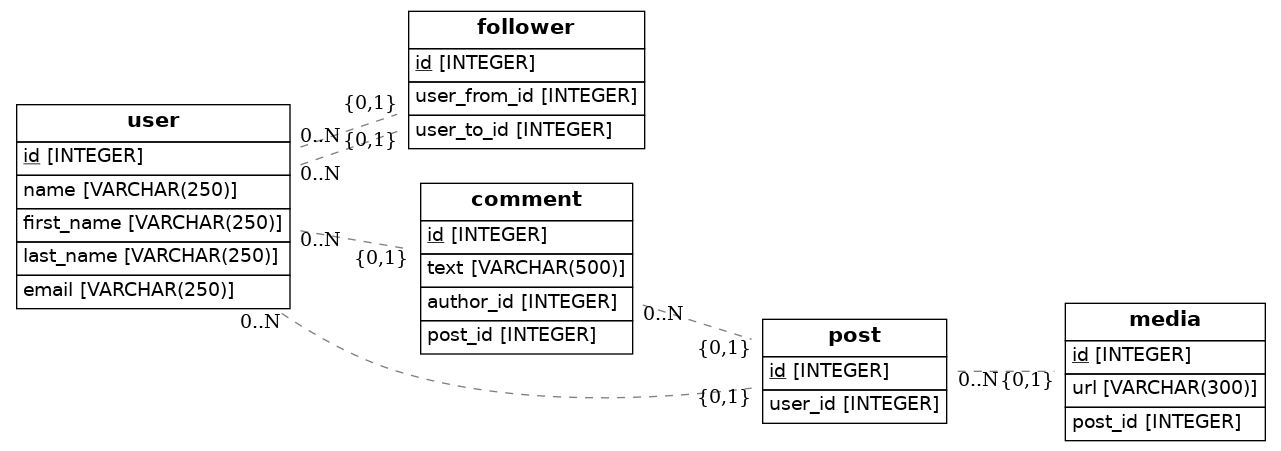 follower
id [INTEGER]
user_from_id [INTEGER]
user_to_id [INTEGER]
user
id [INTEGER]
name [VARCHAR(250)]
first_name [VARCHAR(250)]
last_name [VARCHAR(250)]
email [VARCHAR(250)]
{0,1}
0..N
{0,1}
0..N
comment
id [INTEGER]
text [VARCHAR(500)]
author_id [INTEGER]
post_id [INTEGER]
0..N
{0,1}
0..N
{0,1}
0..N
{0,1}
post
id [INTEGER]
user_id [INTEGER]
0..N
{0,1}
media
id [INTEGER]
url [VARCHAR(300)]
post_id [INTEGER]